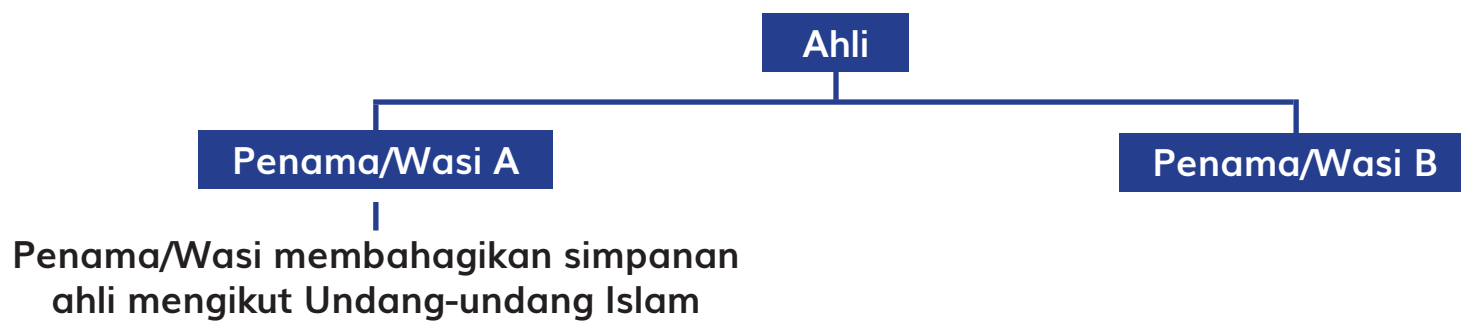 Ahli
Penama/Wasi A
Penama/Wasi B
Penama/Wasi membahagikan simpanan
ahli mengikut Undang-undang Islam